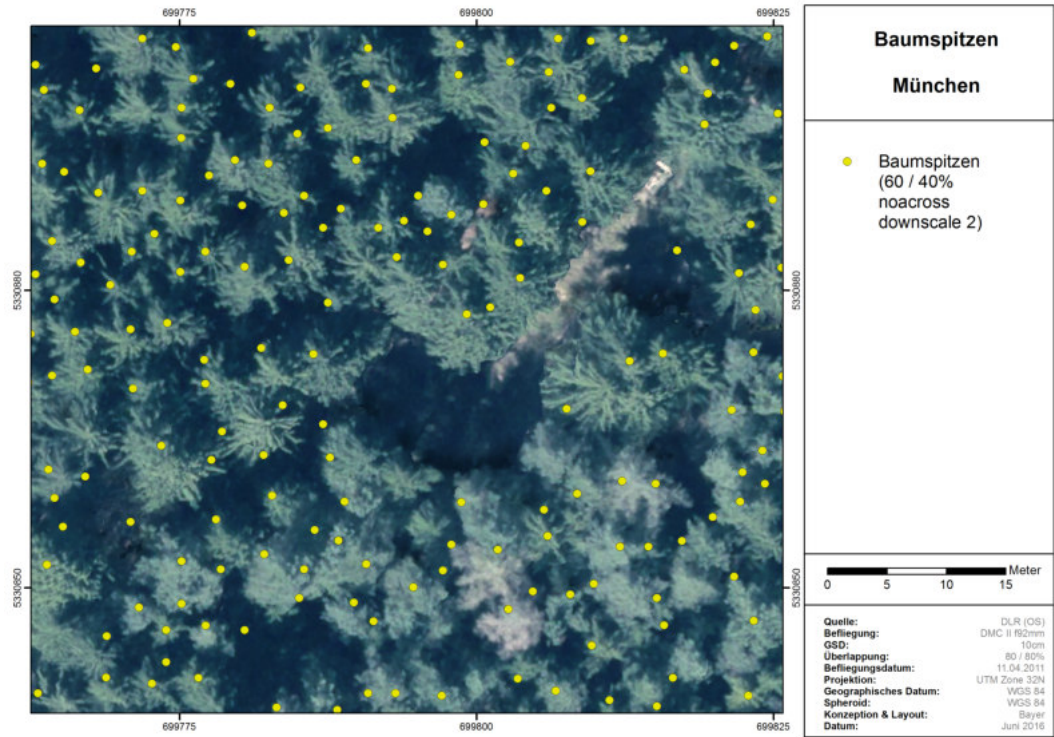 699775 699800 699825
Baumspitzen
München
Baumspitzen
(60 / 40%
noacross
downscale 2)
5330880 5330880
5330850 5330850
Meter
0 5 10 15
Quelle: DLR (OS)
Befliegung: DMC II f92mm
GSD: 10cm
Überlappung: 80 / 80%
Befliegungsdatum: 11.04.2011
Projektion: UTM Zone 32N
Geographisches Datum: WGS 84
Spheroid: WGS 84
Konzeption & Layout: Bayer
Datum: Juni 2016
699775 699800 699825